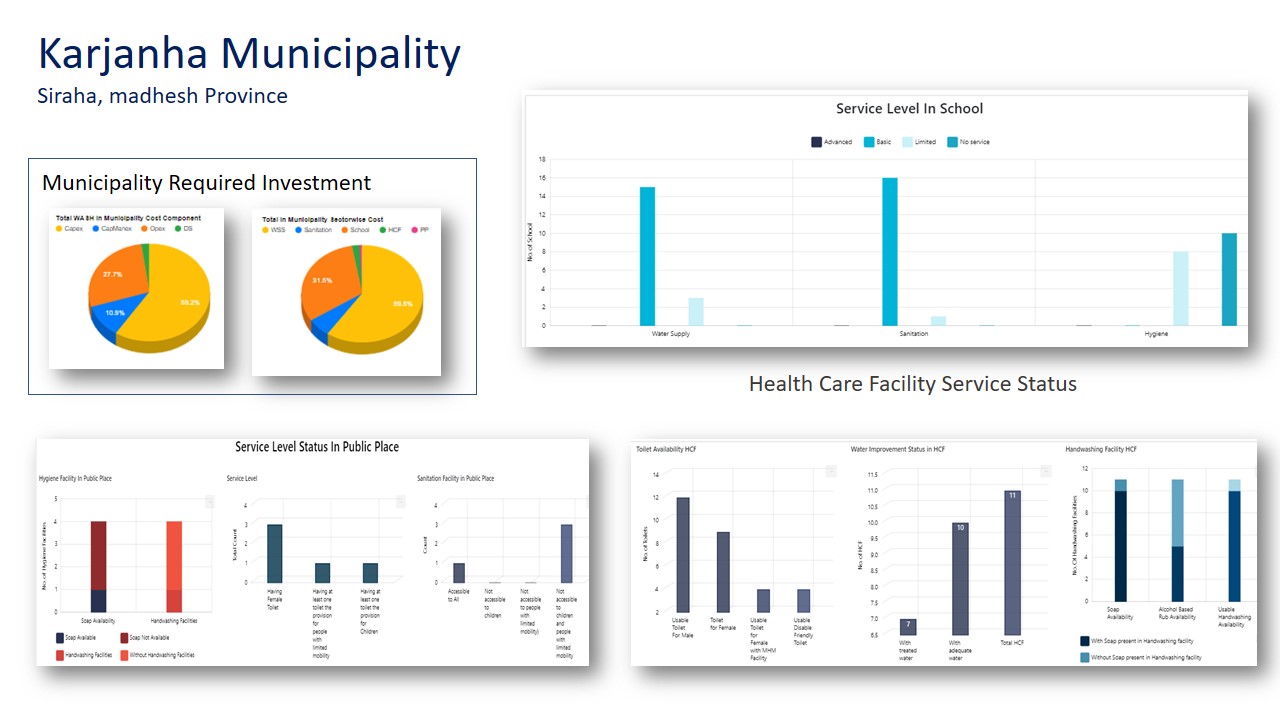 Karjanha Municipality
Siraha, madhesh Province
Municipality Required Investment
Total WASH In Municipality Cost Component
Capex CapManex Opex DS
27.7%
10.9%
Total In Municipality Sectorwise Cost
WSS Sanitation School HCF PP
Service Level In School
Advanced Basic Limited No service
No. of School
18
16
14
12
10
8
6
4
2
0
Water Supply Sanitation Hygiene
Health Care Facility Service Status
Service Level Status In Public Place
Hygiene Facility In Public Place
No. of Hygiene Facilities
5
4
3
2
1
0
Soap Availability Handwashing Facilities
Soap Available Soap Not Available
Handwashing Facilities Without Handwashing Facilities
Service Level
Total Count
4
3
2
1
0
Having
Female
Toilet
Having at
least one
toilet the
provision
for
people
with
limited
mobility
Having at
least one
toilet the
provision
for
Children
Sanitation Facility in Public Place
Count
4
3
2
1
0
Accessible
to All
Not
accessible
to
children
Not
accessible
to people
with
limited
mobility)
Not
accessible
to
children
and
people
with
limited
mobility
Toilet Availability HCF
No. of Toilets
14
12
10
8
6
4
2
Usable
Toilet
For Male
Toilet
for Female
Usable
Toilet
for
Female
with MHM
Facility
Usable
Disable
Friendly
Toilet
Water Improvement Status in HCF
No. of HCF
11.5
11.0
10.5
10.0
9.5
9.0
8.5
8.0
7.5
7.0
6.5
7
10
11
With
treated
water
With
adequate
water
Total HCF
Handwashing Facility HCF
No. Of Handwashing Facilities
12
10
8
6
4
2
0
Soap
Availability
Alcohol Based
Rub Availability
Usable
Handwashing
Availability
With Soap present in Handwashing facility
Without Soap present in Handwashing facility